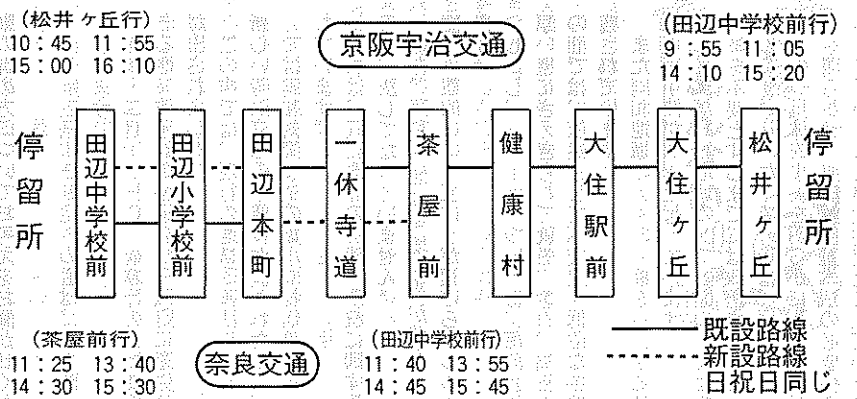 (松井ヶ丘行)
10:45 11:55
15:00 16:10
京阪宇治交通
(田辺中学校前行)
9:55 11:05
14:10 15:20
停留所
田辺中学校前
田辺小学校前
田辺本町
一休寺道
茶屋前
健康村
大住駅前
大住ヶ丘
松井ヶ丘
停留所
(茶屋前行)
11:25 13:40
14:30 15:30
奈良交通
(田辺中学校前行)
11:40 13:55
14:45 15:45
既設路線
新設路線
日祝日同じ